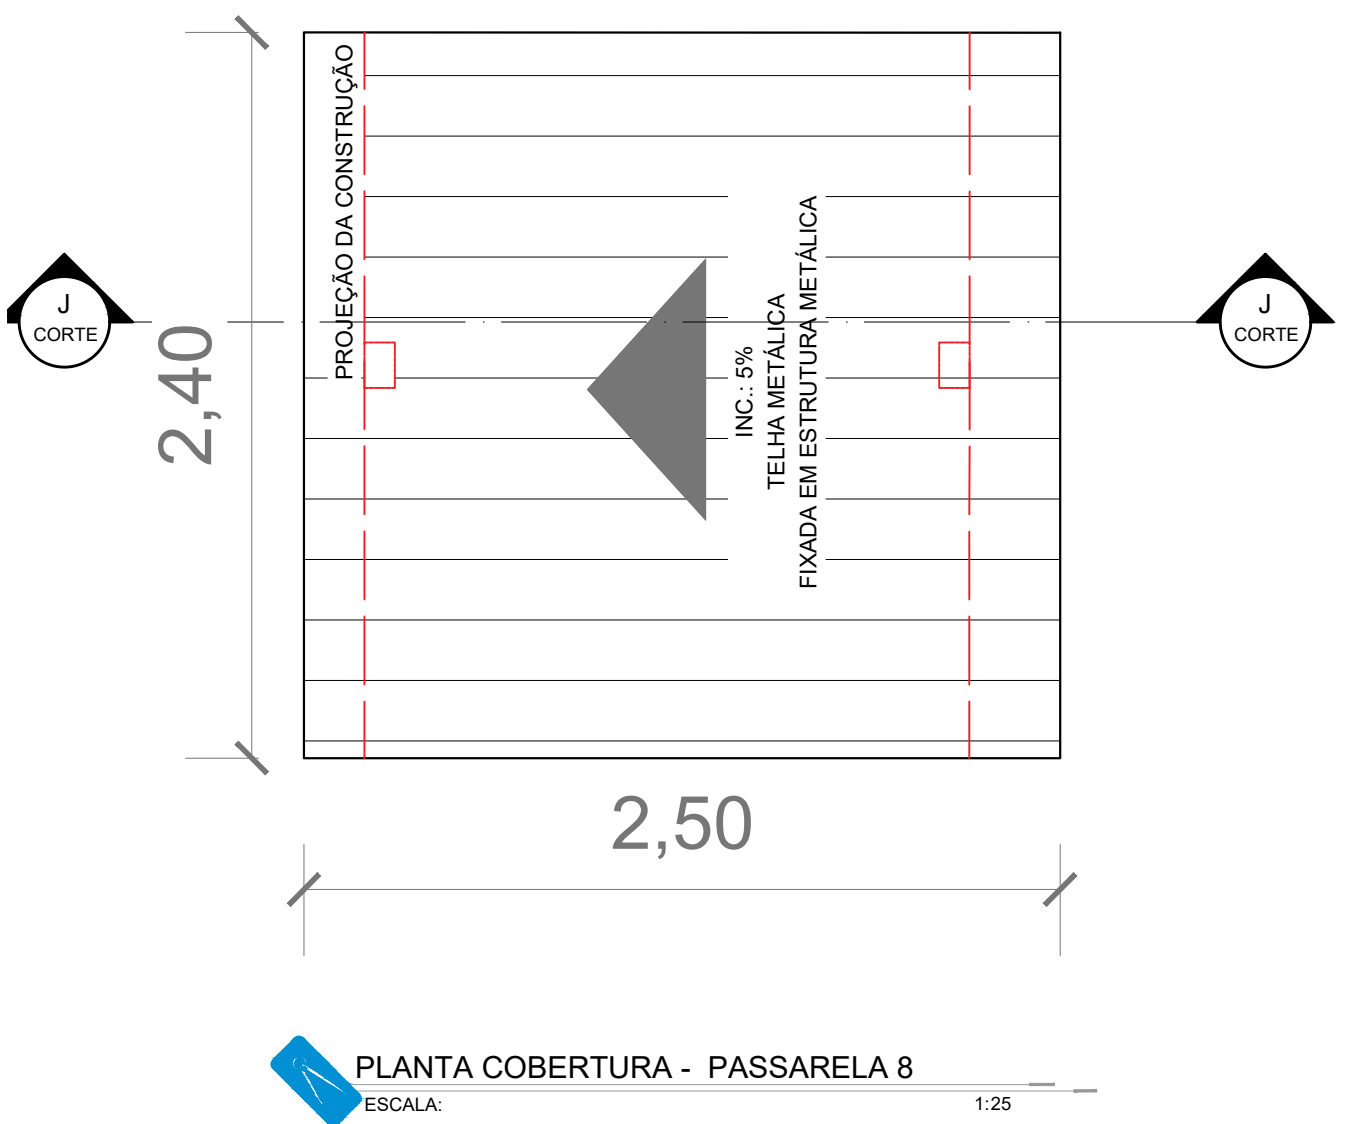 PROJEÇÃO DA CONSTRUÇÃO
J
CORTE
2,40
INC.: 5%
TELHA METÁLICA
FIXADA EM ESTRUTURA METÁLICA
J
CORTE
2,50
PLANTA COBERTURA - PASSARELA 8
ESCALA: 1:25